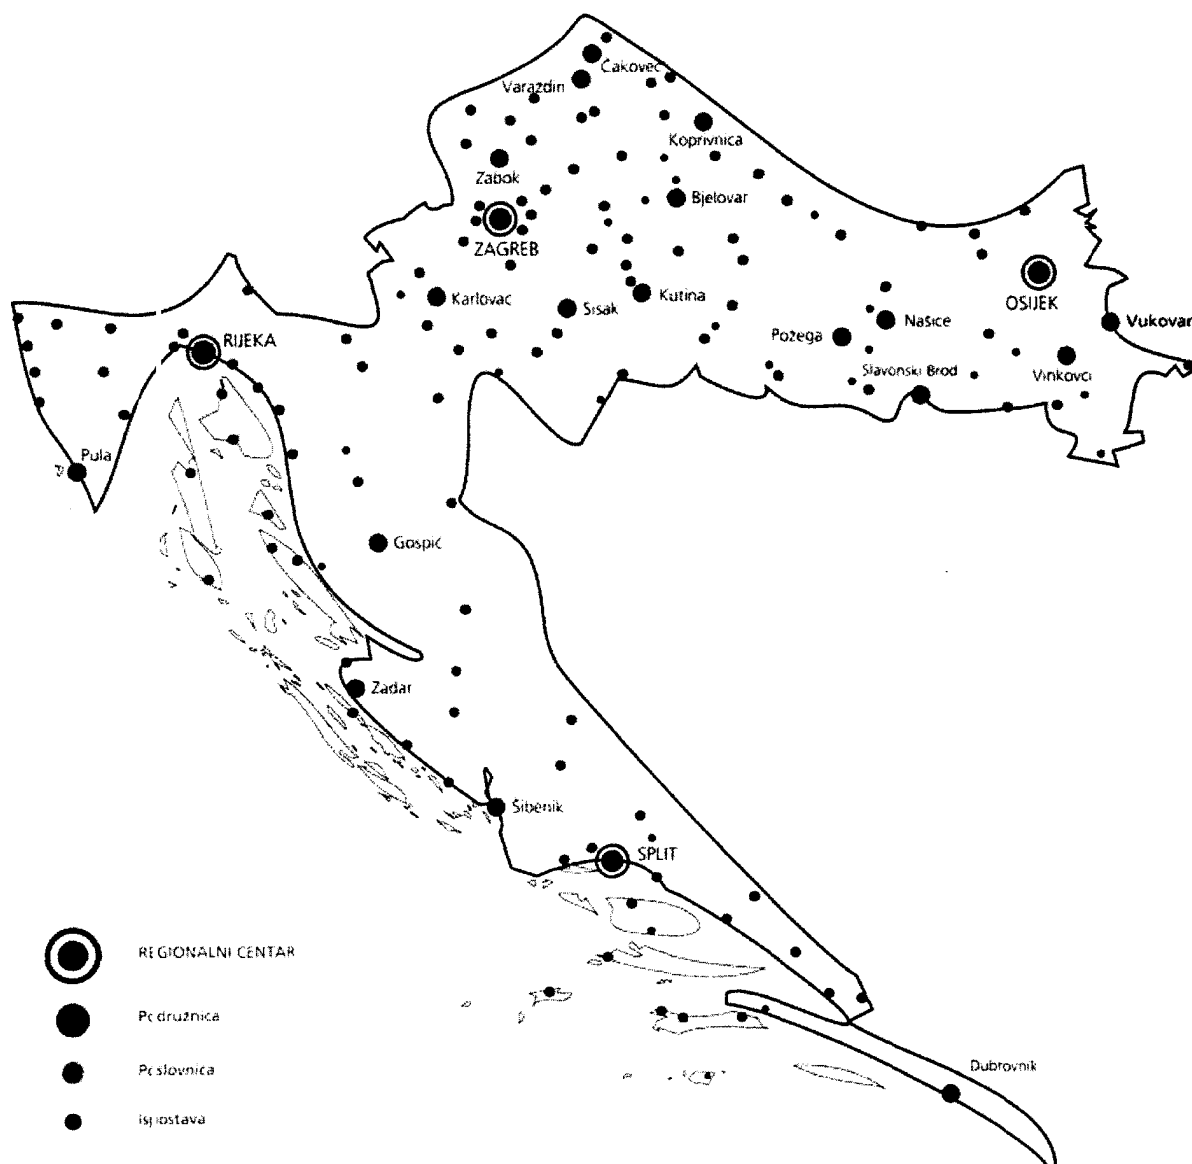 Čakovec
Varaždin
Koprivnica
Zabok
Bjelovar
ZAGREB
OSIJEK
Karlovac
Sisak
Kutina
Našice
Vukovar
Požega
RIJEKA
Slavonski Brod
Vinkovci
Pula
Gospić
Zadar
Šibenik
SPLIT
REGIONALNI CENTAR
Podružnica
Poslovnica
Ispostava
Dubrovnik